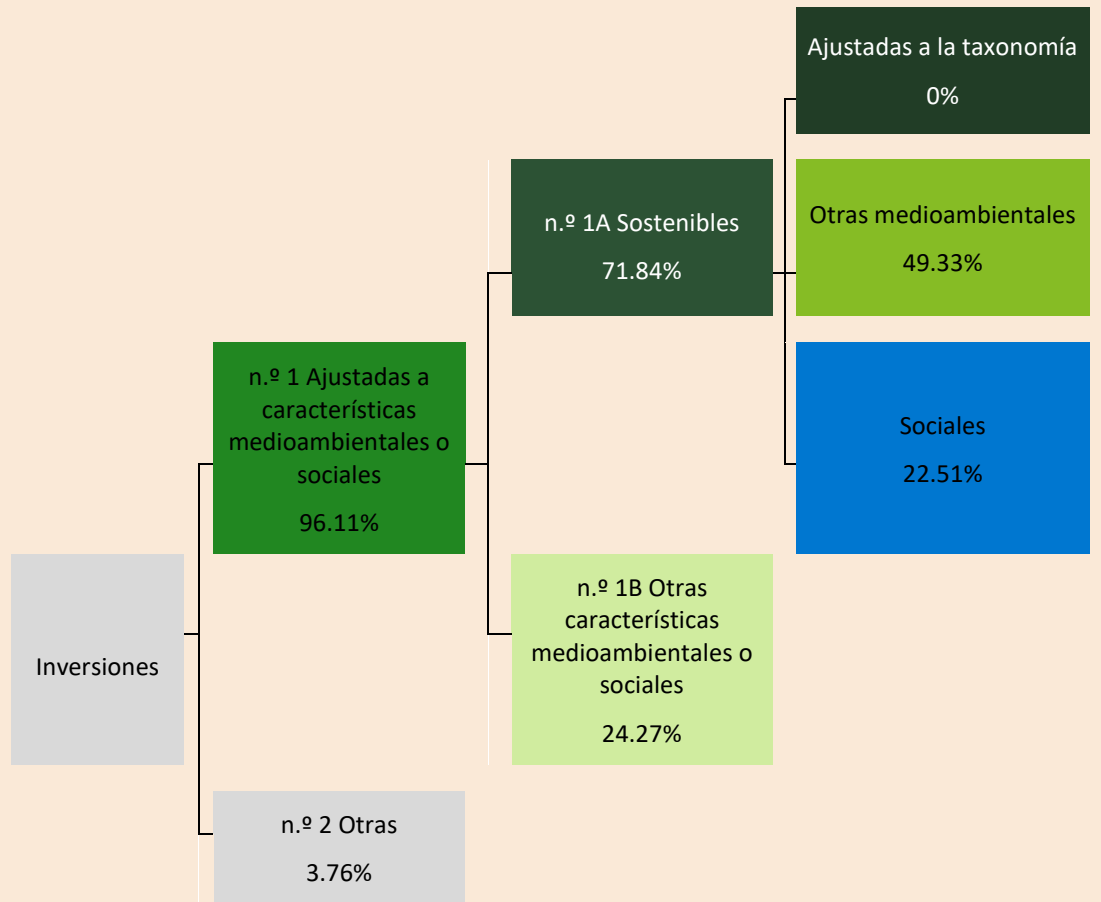 Ajustadas a la taxonomía
0%
Otras medioambientales
49.33%
n.º 1A Sostenibles
71.84%
Sociales
22.51%
n.º 1 Ajustadas a
características
medioambientales o
sociales
96.11%
n.º 1B Otras
características
medioambientales o
sociales
24.27%
Inversiones
n.º 2 Otras
3.76%